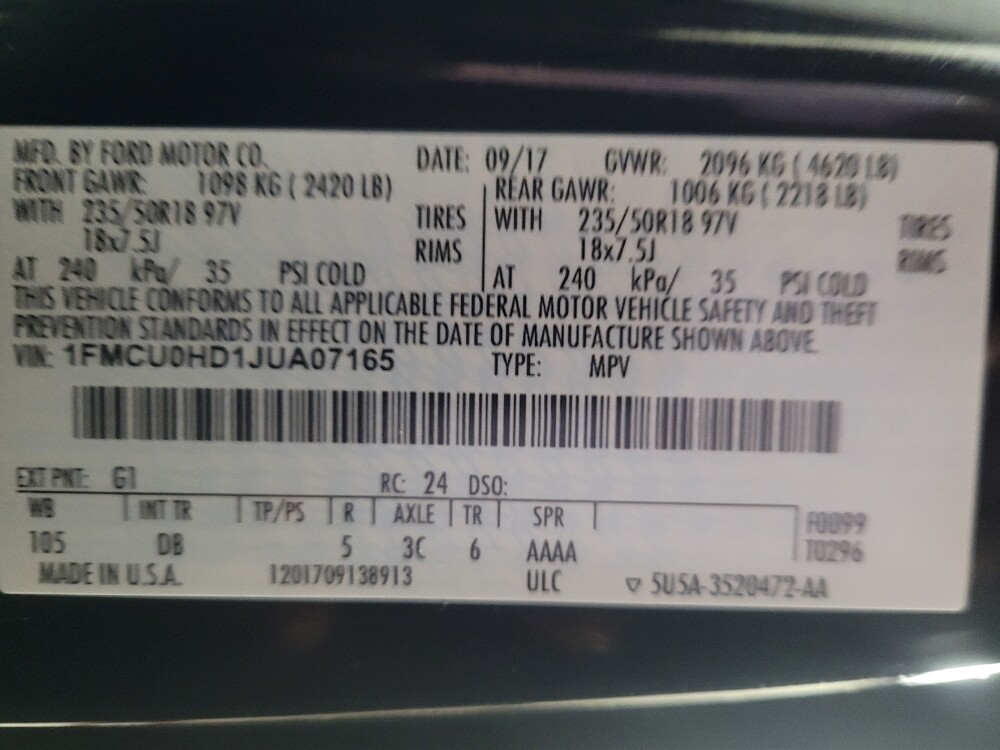 MFD. BY FORD MOTOR CO. DATE: 09/17 GVWR: 2096 KG ( 4620 LB)
FRONT GAWR: 1098 KG ( 2420 LB) REAR GAWR: 1006 KG ( 2218 LB)
WITH 235/50R18 97V TIRES WITH 235/50R18 97V TIRES
18x7.5J RIMS 18x7.5J RIMS
AT 240 kPa/ 35 PSI COLD AT 240 kPa/ 35 PSI COLD
THIS VEHICLE CONFORMS TO ALL APPLICABLE FEDERAL MOTOR VEHICLE SAFETY AND THEFT
PREVENTION STANDARDS IN EFFECT ON THE DATE OF MANUFACTURE SHOWN ABOVE.
VIN: 1FMCU0HD1JUA07165 TYPE: MPV
EXT PNT: G1 RC: 24 DSO:
WB INT TR TP/PS R AXLE TR SPR F0099
105 DB 5 3C 6 AAAA T0296
MADE IN U.S.A. 1201709138913 ULC ▽ 5U5A-3520472-AA